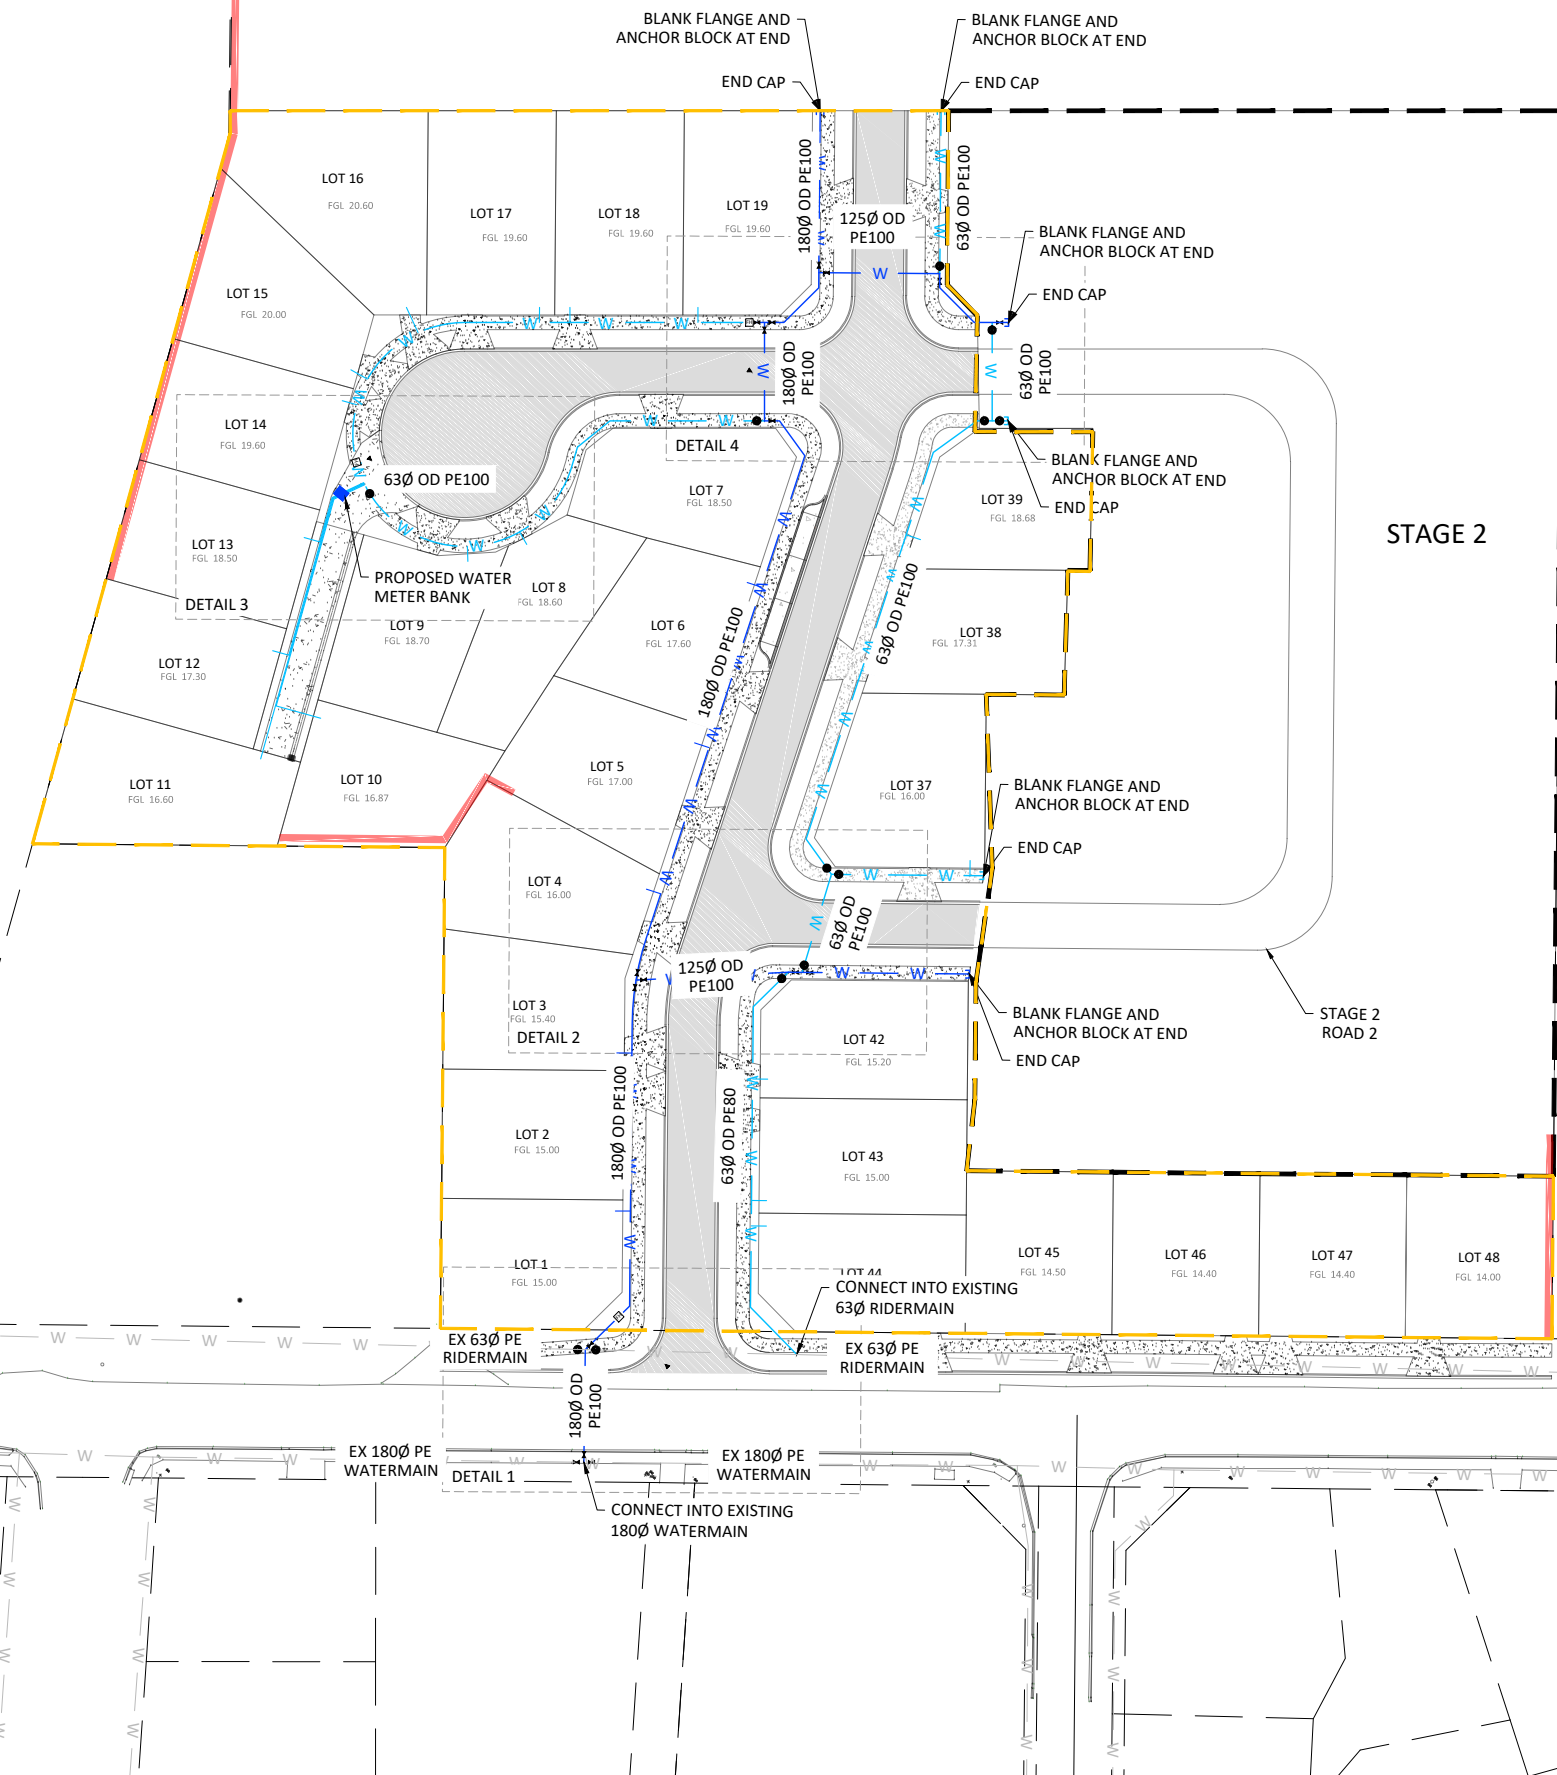 BLANK FLANGE AND
ANCHOR BLOCK AT END
BLANK FLANGE AND
ANCHOR BLOCK AT END
END CAP
END CAP
180Ø OD PE100
63Ø OD PE100
125Ø OD
PE100
LOT 16
FGL 20.60
LOT 17
FGL 19.60
LOT 18
FGL 19.60
LOT 19
FGL 19.60
BLANK FLANGE AND
ANCHOR BLOCK AT END
END CAP
W
LOT 15
FGL 20.00
W
W
W
W
180Ø OD
PE100
W
W
63Ø OD
PE100
LOT 14
FGL 19.60
W
W
DETAIL 4
BLANK FLANGE AND
ANCHOR BLOCK AT END
END CAP
63Ø OD PE100
LOT 7
FGL 18.50
LOT 39
FGL 18.68
STAGE 2
LOT 13
FGL 18.50
PROPOSED WATER
METER BANK
LOT 8
FGL 18.60
DETAIL 3
LOT 9
FGL 18.70
LOT 6
FGL 17.60
180Ø OD PE100
63Ø OD PE100
LOT 38
FGL 17.31
LOT 12
FGL 17.30
LOT 5
FGL 17.00
LOT 11
FGL 16.60
LOT 10
FGL 16.87
LOT 37
FGL 16.00
BLANK FLANGE AND
ANCHOR BLOCK AT END
END CAP
LOT 4
FGL 16.00
W
W
63Ø OD
PE100
125Ø OD
PE100
W
W
LOT 3
FGL 15.40
DETAIL 2
BLANK FLANGE AND
ANCHOR BLOCK AT END
END CAP
STAGE 2
ROAD 2
LOT 42
FGL 15.20
180Ø OD PE100
63Ø OD PE80
LOT 2
FGL 15.00
LOT 43
FGL 15.00
LOT 1
FGL 15.00
LOT 44
LOT 45
FGL 14.50
LOT 46
FGL 14.40
LOT 47
FGL 14.40
LOT 48
FGL 14.00
CONNECT INTO EXISTING
63Ø RIDERMAIN
EX 63Ø PE
RIDERMAIN
EX 63Ø PE
RIDERMAIN
W
W
W
W
W
180Ø OD
PE100
EX 180Ø PE
WATERMAIN
DETAIL 1
EX 180Ø PE
WATERMAIN
CONNECT INTO EXISTING
180Ø WATERMAIN